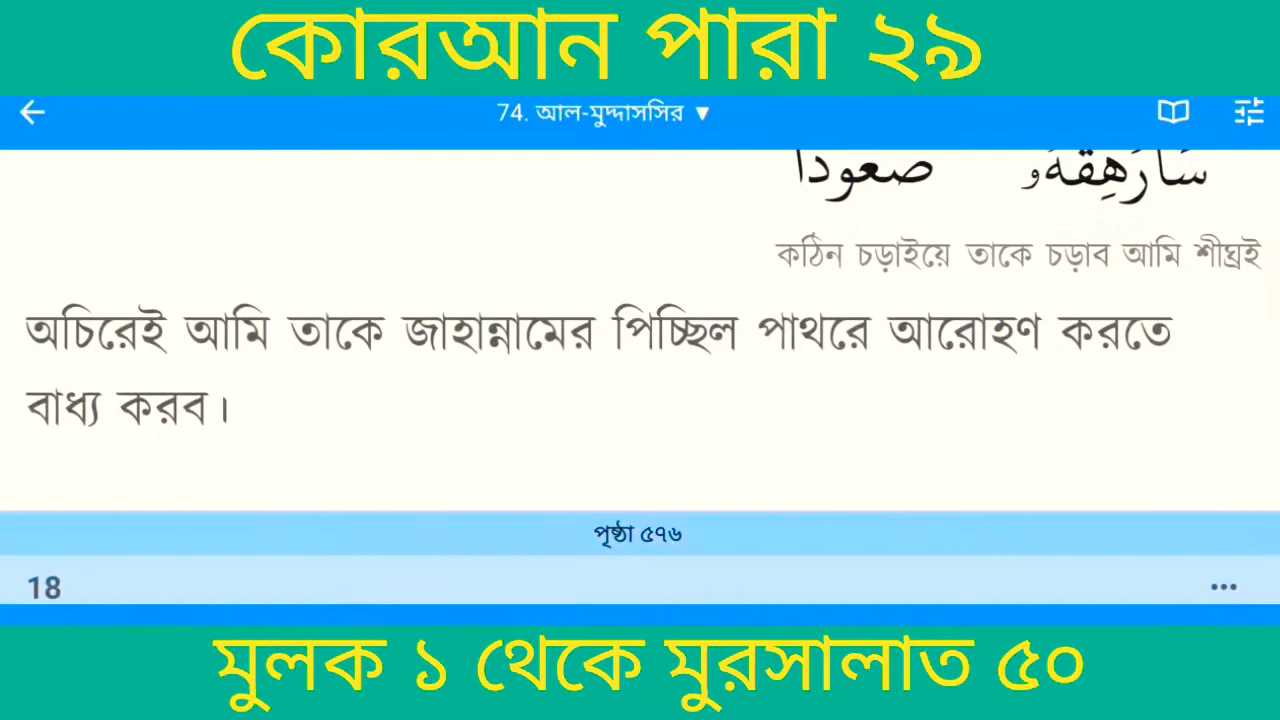 কোরআন পারা ২৯
74. আল-মুদ্দাসসির ▼
سَأُرْهِقُهُۥ صَعُودًا
কঠিন চড়াইয়ে তাকে চড়াব আমি শীঘ্রই
অচিরেই আমি তাকে জাহান্নামের পিচ্ছিল পাথরে আরোহণ করতে
বাধ্য করব।
পৃষ্ঠা ৫৭৬
18
মুলক ১ থেকে মুরসালাত ৫০